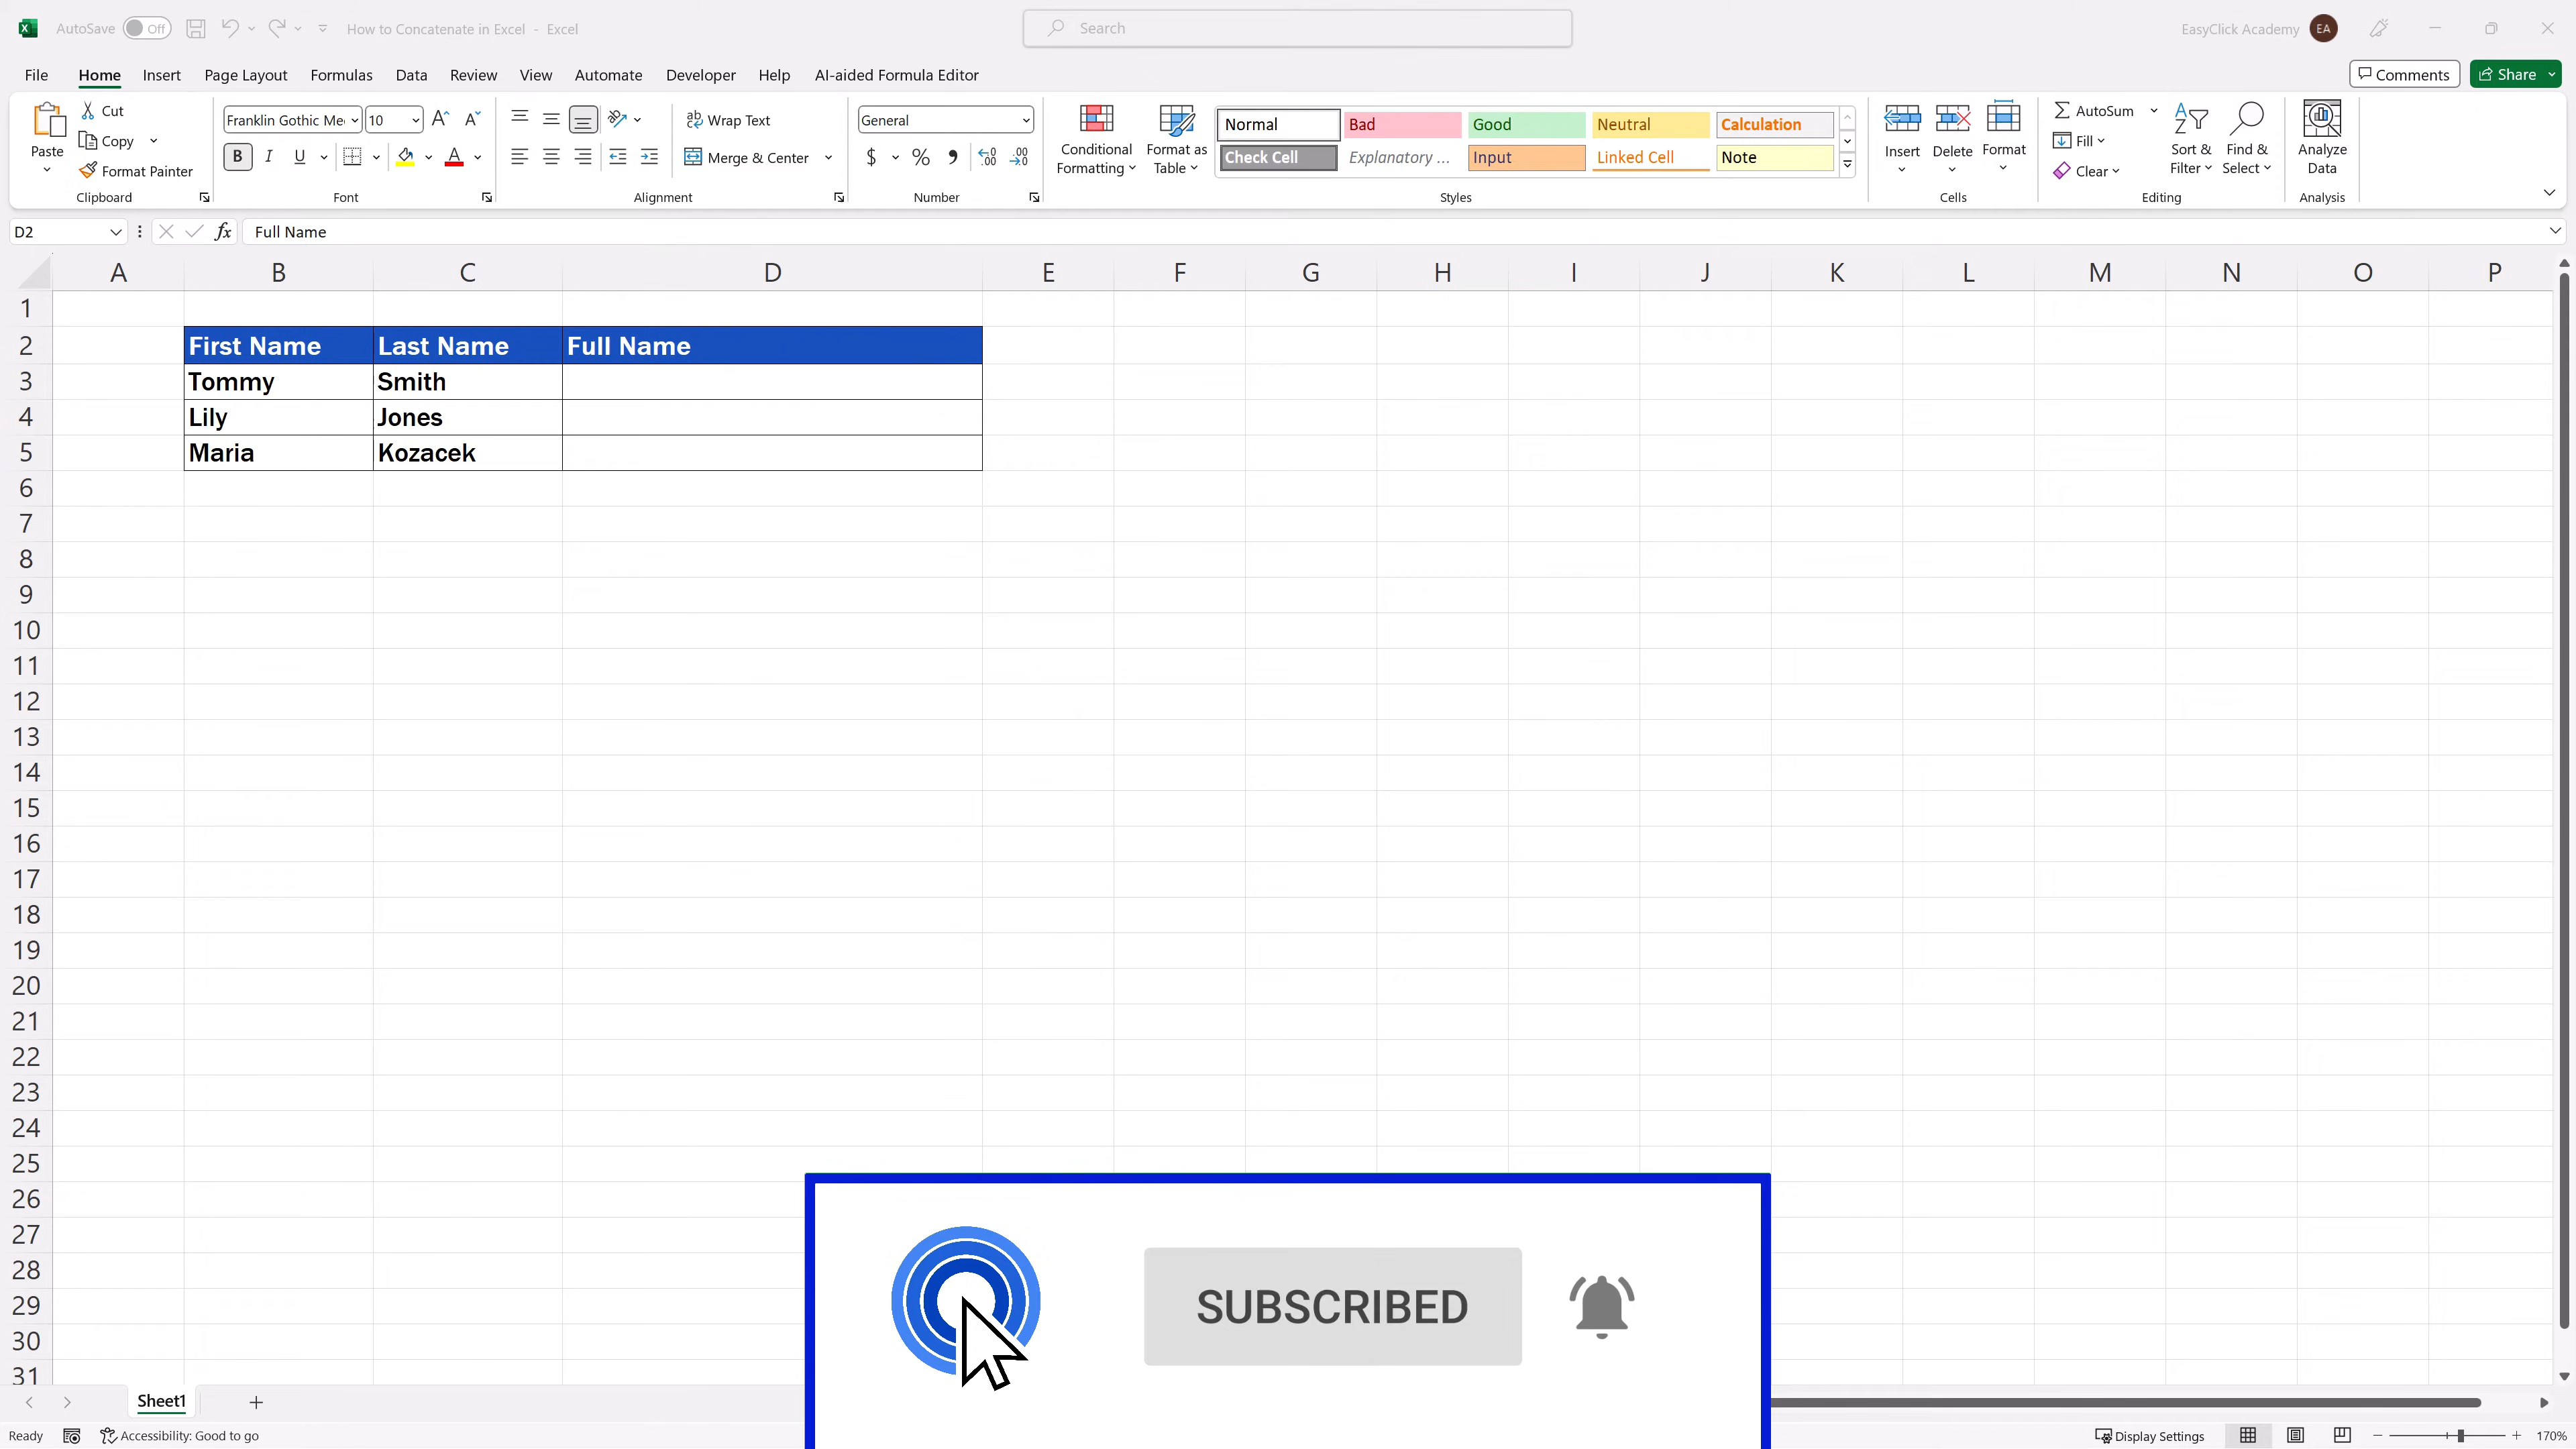 AutoSave Off How to Concatenate in Excel - Excel Search EasyClick Academy EA
File Home Insert Page Layout Formulas Data Review View Automate Developer Help AI-aided Formula Editor Comments Share
Paste Cut Copy Format Painter Clipboard
Franklin Gothic Me 10 B I U A Font
Wrap Text Merge & Center Alignment
General $ % Number
Conditional Formatting Format as Table
Normal Bad Good Neutral Calculation
Check Cell Explanatory ... Input Linked Cell Note
Styles
Insert Delete Format Cells
AutoSum Fill Clear Sort & Filter Find & Select Editing
Analyze Data Analysis
D2 fx Full Name
A B C D E F G H I J K L M N O P
1
2 First Name Last Name Full Name
3 Tommy Smith
4 Lily Jones
5 Maria Kozacek
6
7
8
9
10
11
12
13
14
15
16
17
18
19
20
21
22
23
24
25
26
27
28
29
30
31
SUBSCRIBED
Sheet1
Ready Accessibility: Good to go Display Settings 170%